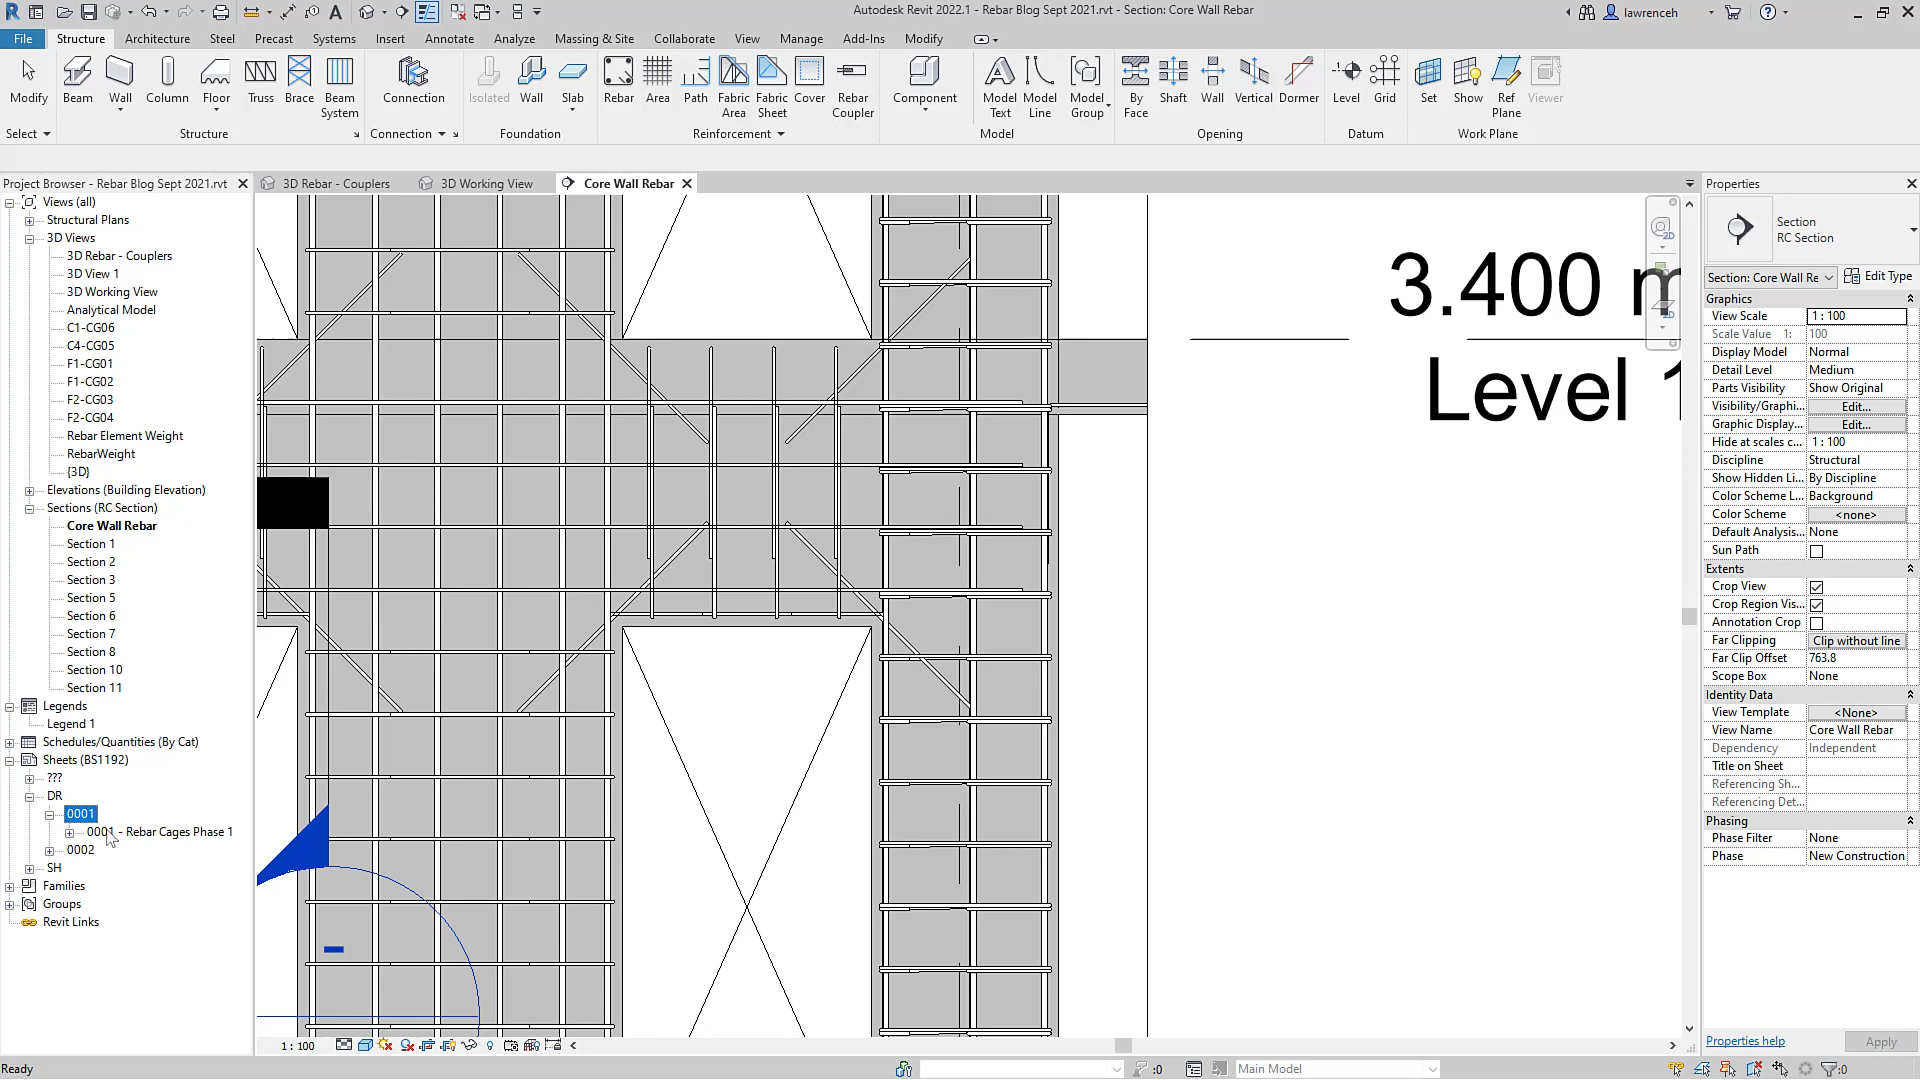 Autodesk Revit 2022.1 - Rebar Blog Sept 2021.rvt - Section: Core Wall Rebar
lawrenceh
File Structure Architecture Steel Precast Systems Insert Annotate Analyze Massing & Site Collaborate View Manage Add-Ins Modify
Modify Beam Wall Column Floor Truss Brace Beam System Connection Isolated Wall Slab Rebar Area Path Fabric Area Fabric Sheet Cover Rebar Coupler Component Model Text Model Line Model Group By Face Shaft Wall Vertical Dormer Level Grid Set Show Ref Plane Viewer
Select Structure Connection Foundation Reinforcement Model Opening Datum Work Plane
Project Browser - Rebar Blog Sept 2021.rvt
3D Rebar - Couplers 3D Working View Core Wall Rebar
Views (all)
Structural Plans
3D Views
3D Rebar - Couplers
3D View 1
3D Working View
Analytical Model
C1-CG06
C4-CG05
F1-CG01
F1-CG02
F2-CG03
F2-CG04
Rebar Element Weight
RebarWeight
{3D}
Elevations (Building Elevation)
Sections (RC Section)
Core Wall Rebar
Section 1
Section 2
Section 3
Section 5
Section 6
Section 7
Section 8
Section 10
Section 11
Legends
Legend 1
Schedules/Quantities (By Cat)
Sheets (BS1192)
???
DR
0001
0001 - Rebar Cages Phase 1
0002
SH
Families
Groups
Revit Links
3.400 m
Level 1
2D
2D
Properties
Section
RC Section
Section: Core Wall Re Edit Type
Graphics
View Scale 1 : 100
Scale Value 1: 100
Display Model Normal
Detail Level Medium
Parts Visibility Show Original
Visibility/Graphi... Edit...
Graphic Display... Edit...
Hide at scales c... 1 : 100
Discipline Structural
Show Hidden Li... By Discipline
Color Scheme L... Background
Color Scheme <none>
Default Analysis... None
Sun Path
Extents
Crop View
Crop Region Vis...
Annotation Crop
Far Clipping Clip without line
Far Clip Offset 763.8
Scope Box None
Identity Data
View Template <None>
View Name Core Wall Rebar
Dependency Independent
Title on Sheet
Referencing Sh...
Referencing Det...
Phasing
Phase Filter None
Phase New Construction
Properties help Apply
1 : 100
Ready
:0
Main Model
:0